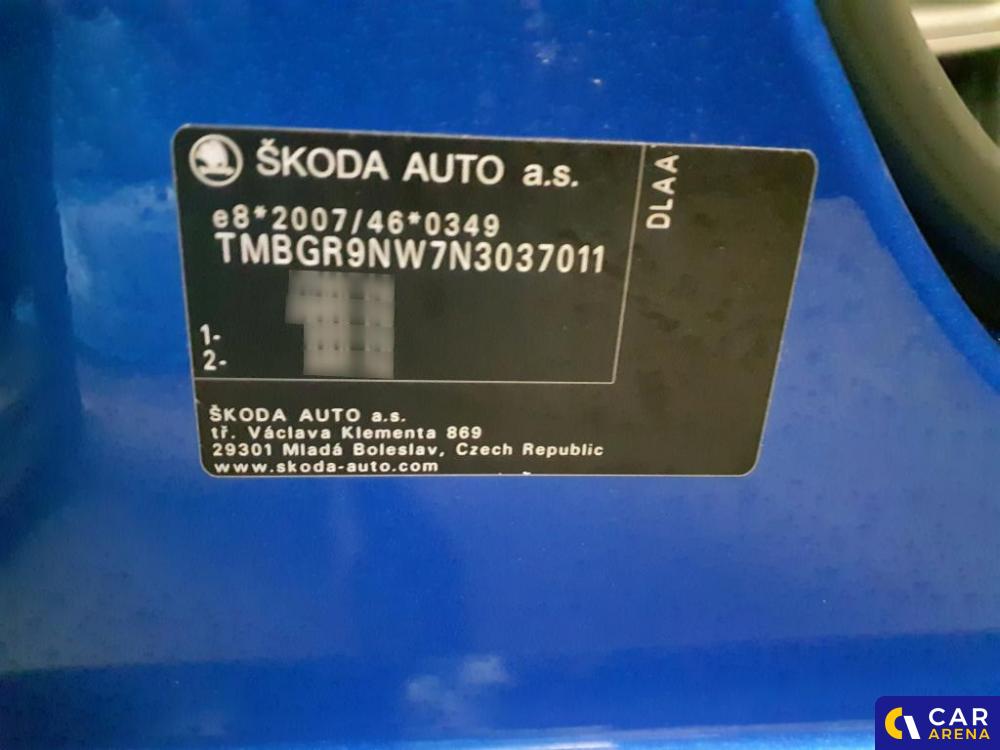 ŠKODA AUTO a.s.
e8*2007/46*0349
TMBGR9NW7N3037011
1-
2-
DLAA
ŠKODA AUTO a.s.
tř. Václava Klementa 869
29301 Mladá Boleslav, Czech Republic
www.skoda-auto.com
CAR
ARENA